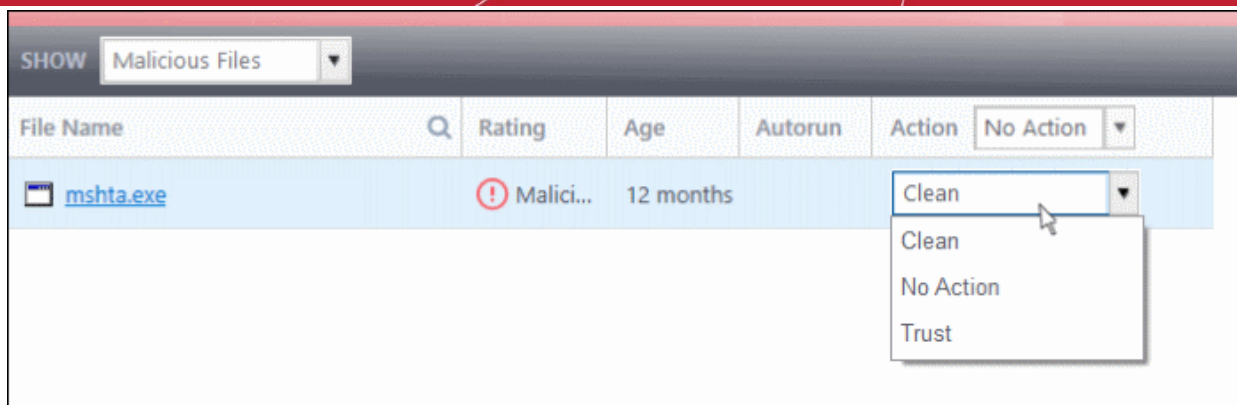 SHOW Malicious Files
File Name Rating Age Autorun Action No Action
mshta.exe Malici... 12 months Clean
Clean
No Action
Trust